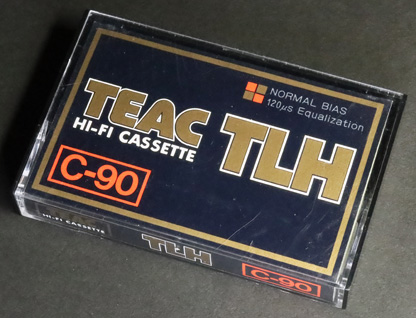 NORMAL BIAS
120µs Equalization
TEAC TLH
HI-FI CASSETTE
C-90
HI-FI CASSETTE
TLH
C-90